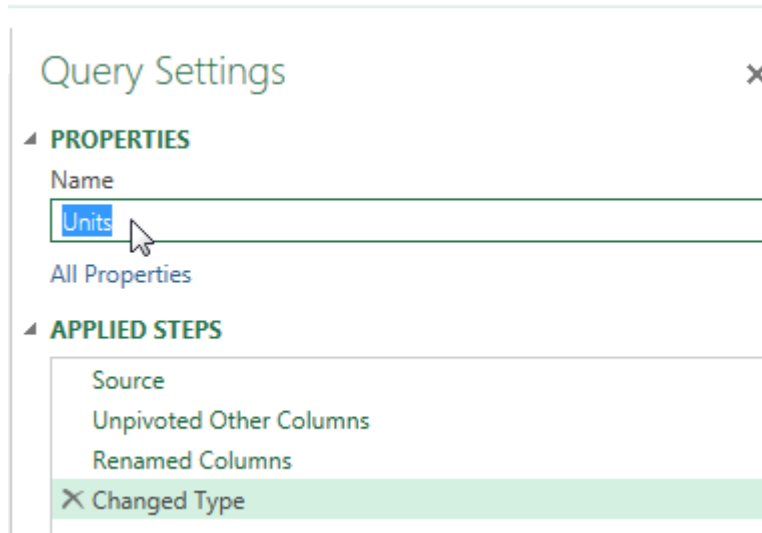 Query Settings
PROPERTIES
Name
Units
All Properties
APPLIED STEPS
Source
Unpivoted Other Columns
Renamed Columns
Changed Type